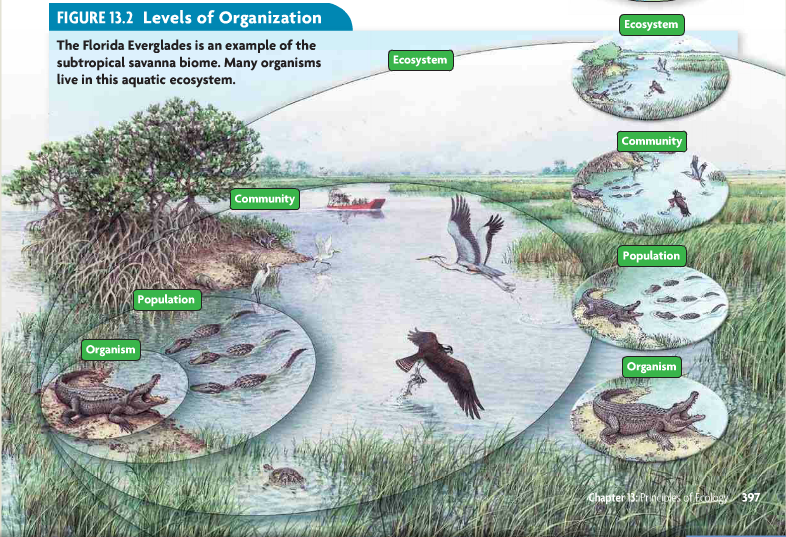 FIGURE 13.2 Levels of Organization
The Florida Everglades is an example of the
subtropical savanna biome. Many organisms
live in this aquatic ecosystem.
Ecosystem
Community
Population
Organism
Ecosystem
Community
Population
Organism
Chapter 13: Principles of Ecology 397